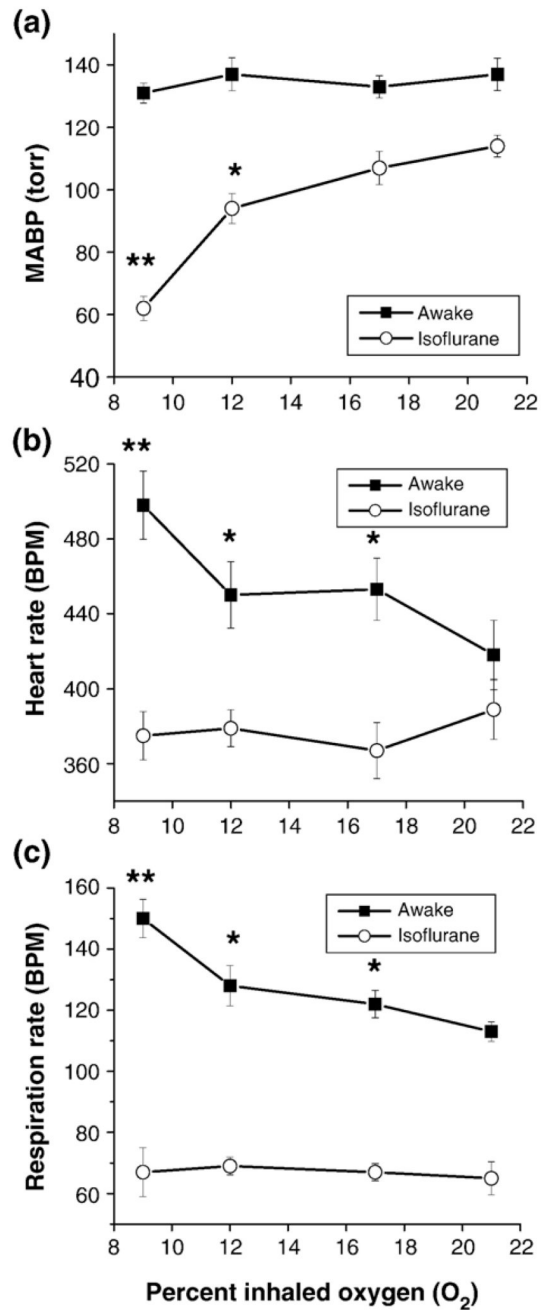 (a)
140
120
100
80
60
40
MABP (torr)
*
**
Awake
Isoflurane
8 10 12 14 16 18 20 22
(b)
520
480
440
400
360
Heart rate (BPM)
**
*
*
Awake
Isoflurane
8 10 12 14 16 18 20 22
(c)
160
140
120
100
80
60
Respiration rate (BPM)
**
*
*
Awake
Isoflurane
8 10 12 14 16 18 20 22
Percent inhaled oxygen (O₂)